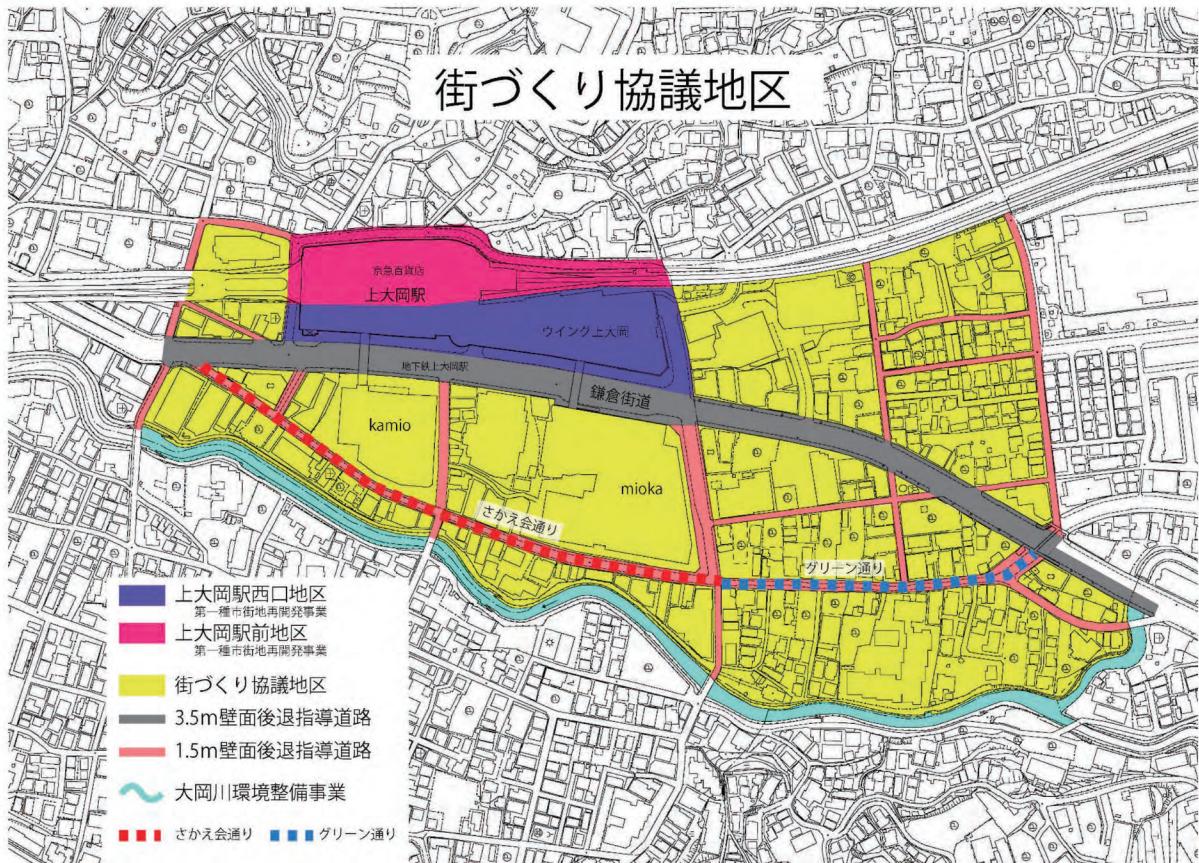 街づくり協議地区
京急百貨店
上大岡駅
ウイング上大岡
地下鉄上大岡駅
鎌倉街道
kamio
mioka
さかえ会通り
グリーン通り
上大岡駅西口地区
第一種市街地再開発事業
上大岡駅前地区
第一種市街地再開発事業
街づくり協議地区
3.5m壁面後退指導道路
1.5m壁面後退指導道路
大岡川環境整備事業
さかえ会通り グリーン通り